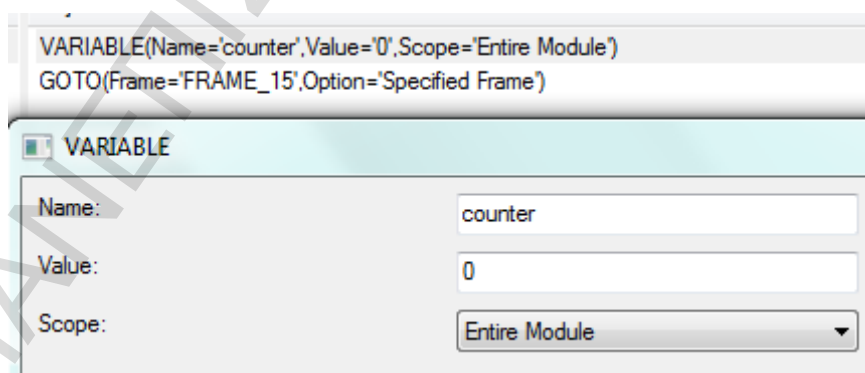 VARIABLE(Name='counter',Value='0',Scope='Entire Module')
GOTO(Frame='FRAME_15',Option='Specified Frame')
VARIABLE
Name:
counter
Value:
0
Scope:
Entire Module